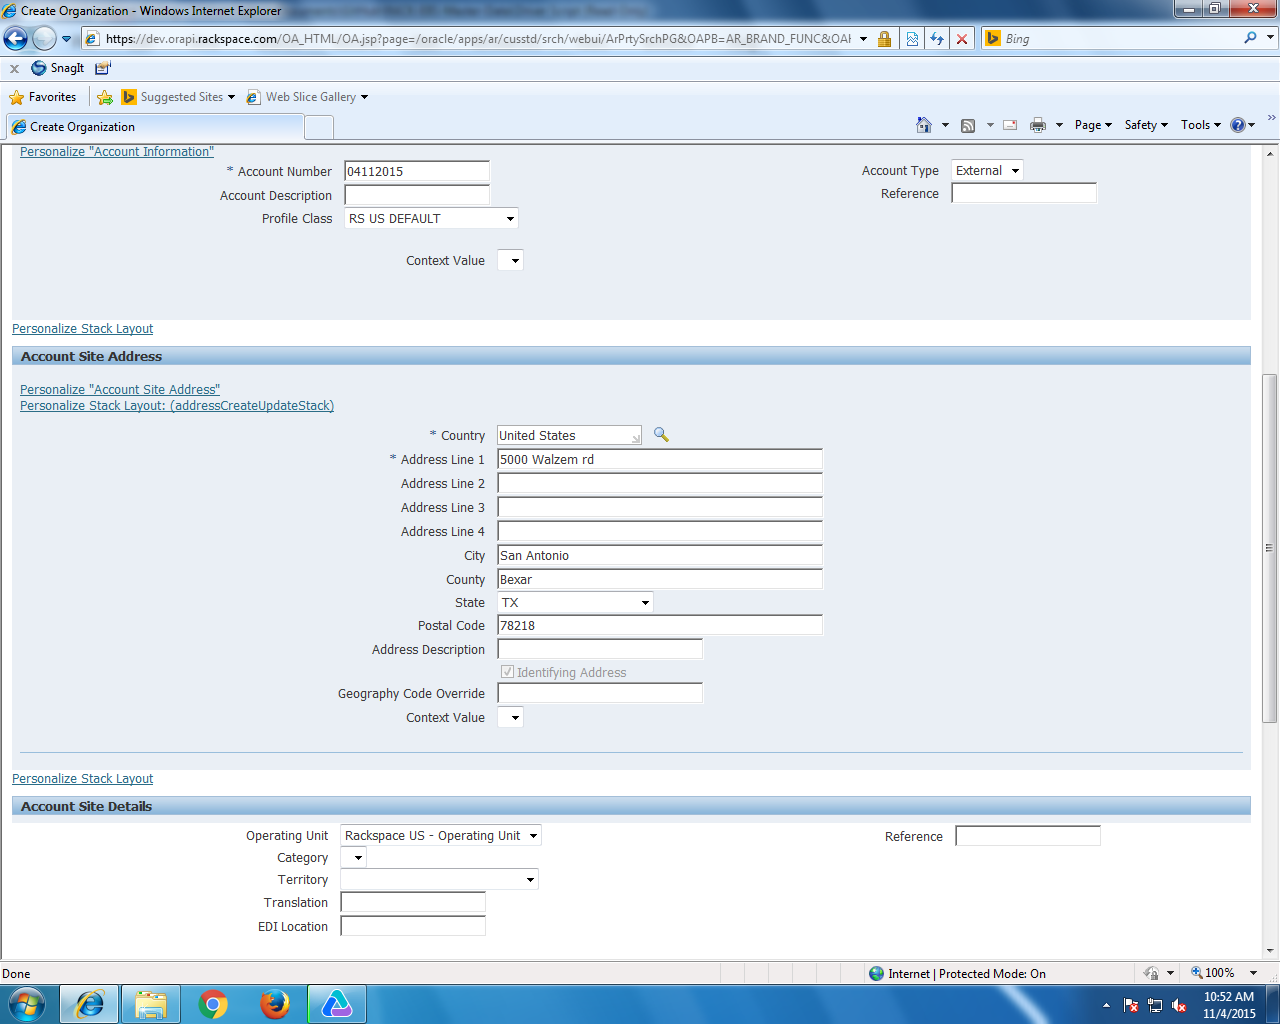 Create Organization - Windows Internet Explorer
https://dev.orapi.rackspace.com/OA_HTML/OA.jsp?page=/oracle/apps/ar/cusstd/srch/webui/ArPrtySrchPG&OAPB=AR_BRAND_FUNC&OAH
Bing
x SnagIt
Favorites Suggested Sites Web Slice Gallery
Create Organization
Page Safety Tools
Personalize "Account Information"
* Account Number 04112015 Account Type External
Account Description Reference
Profile Class RS US DEFAULT
Context Value
Personalize Stack Layout
Account Site Address
Personalize "Account Site Address"
Personalize Stack Layout: (addressCreateUpdateStack)
* Country United States
* Address Line 1 5000 Walzem rd
Address Line 2
Address Line 3
Address Line 4
City San Antonio
County Bexar
State TX
Postal Code 78218
Address Description
Identifying Address
Geography Code Override
Context Value
Personalize Stack Layout
Account Site Details
Operating Unit Rackspace US - Operating Unit Reference
Category
Territory
Translation
EDI Location
Done Internet | Protected Mode: On 100%
10:52 AM
11/4/2015